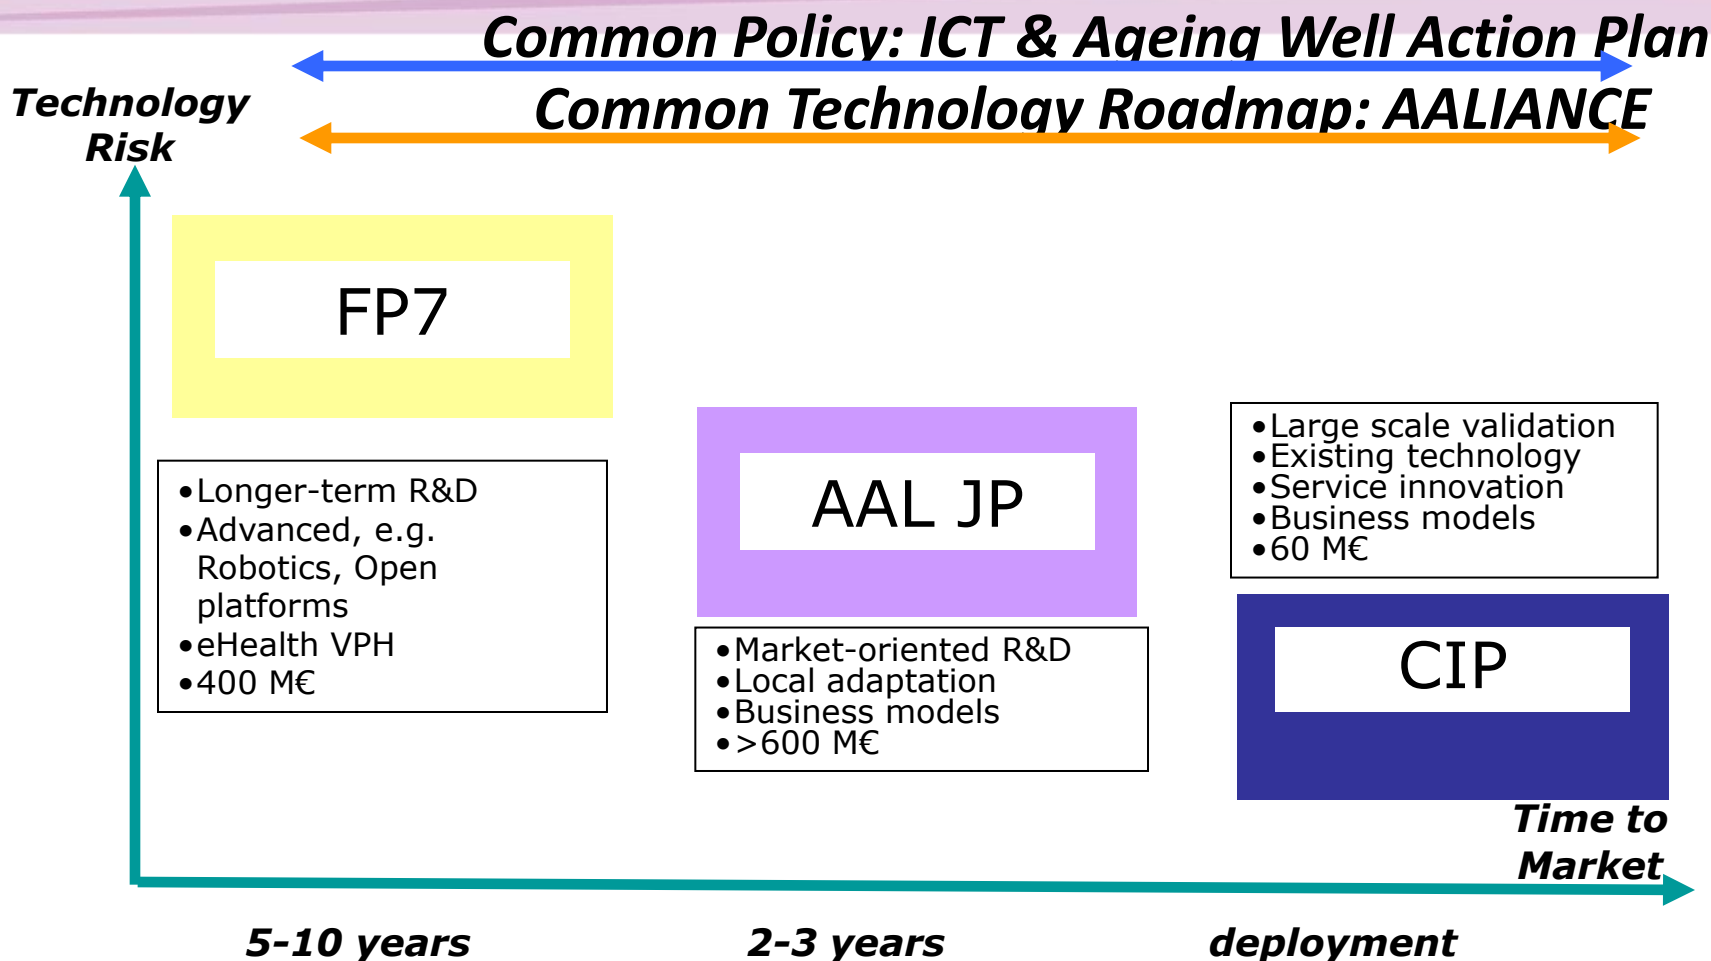 Common Policy: ICT & Ageing Well Action Plan
Common Technology Roadmap: AALIANCE
Technology
Risk
FP7
•Longer-term R&D
•Advanced, e.g.
Robotics, Open
platforms
•eHealth VPH
•400 M€
AAL JP
•Market-oriented R&D
•Local adaptation
•Business models
•>600 M€
•Large scale validation
•Existing technology
•Service innovation
•Business models
•60 M€
CIP
Time to
Market
5-10 years
2-3 years
deployment